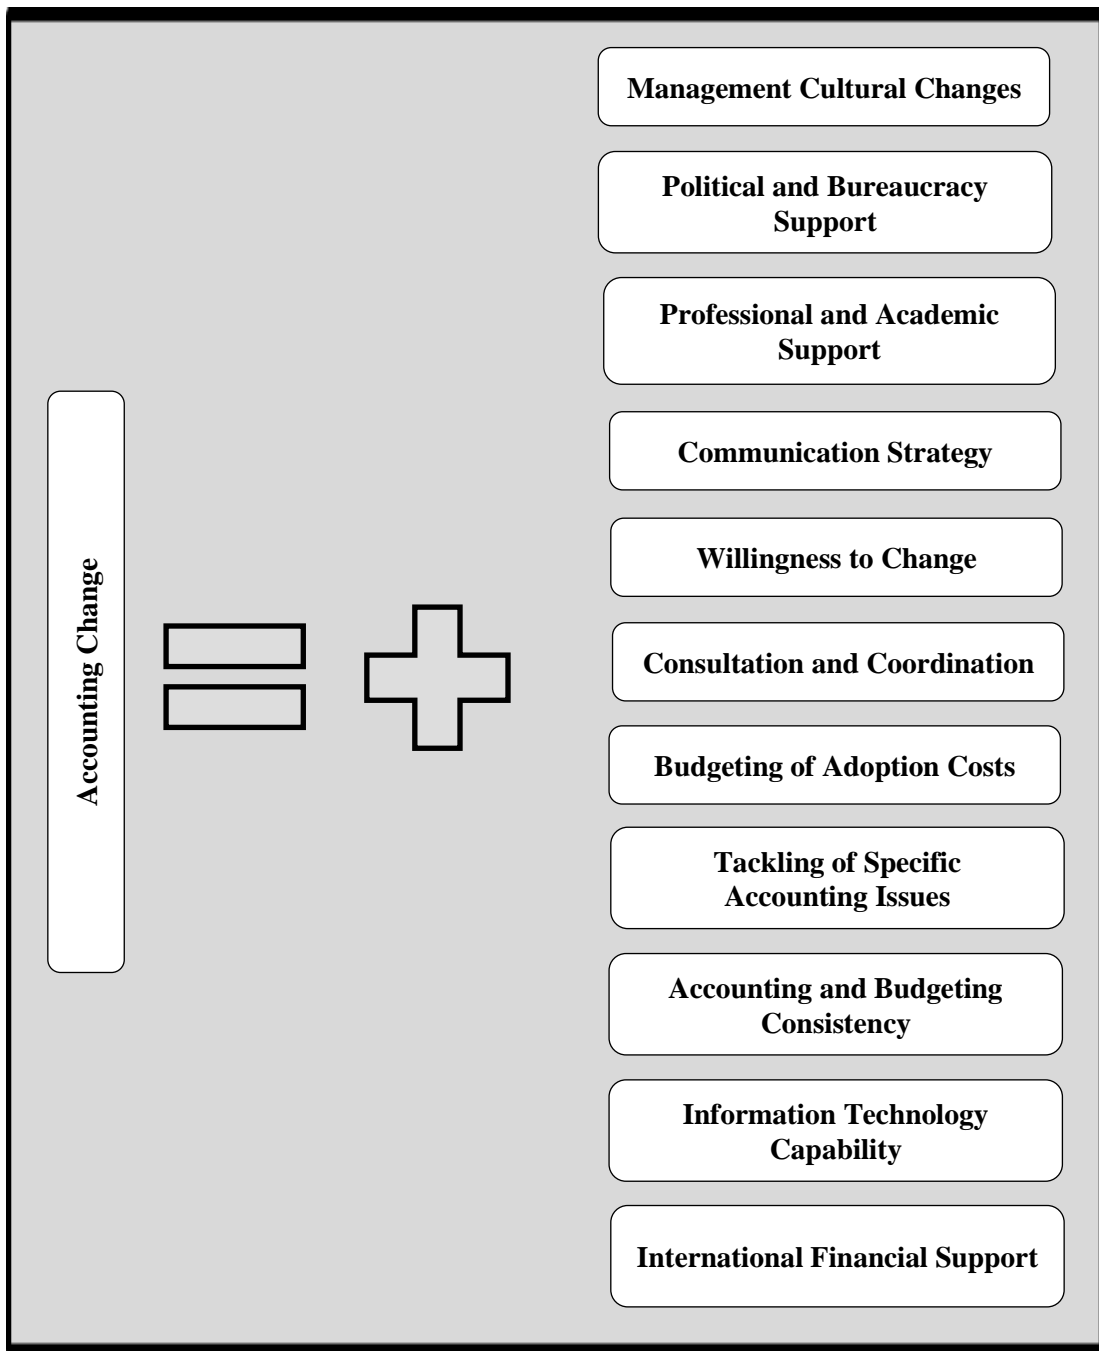 Accounting Change
Management Cultural Changes
Political and Bureaucracy
Support
Professional and Academic
Support
Communication Strategy
Willingness to Change
Consultation and Coordination
Budgeting of Adoption Costs
Tackling of Specific
Accounting Issues
Accounting and Budgeting
Consistency
Information Technology
Capability
International Financial Support